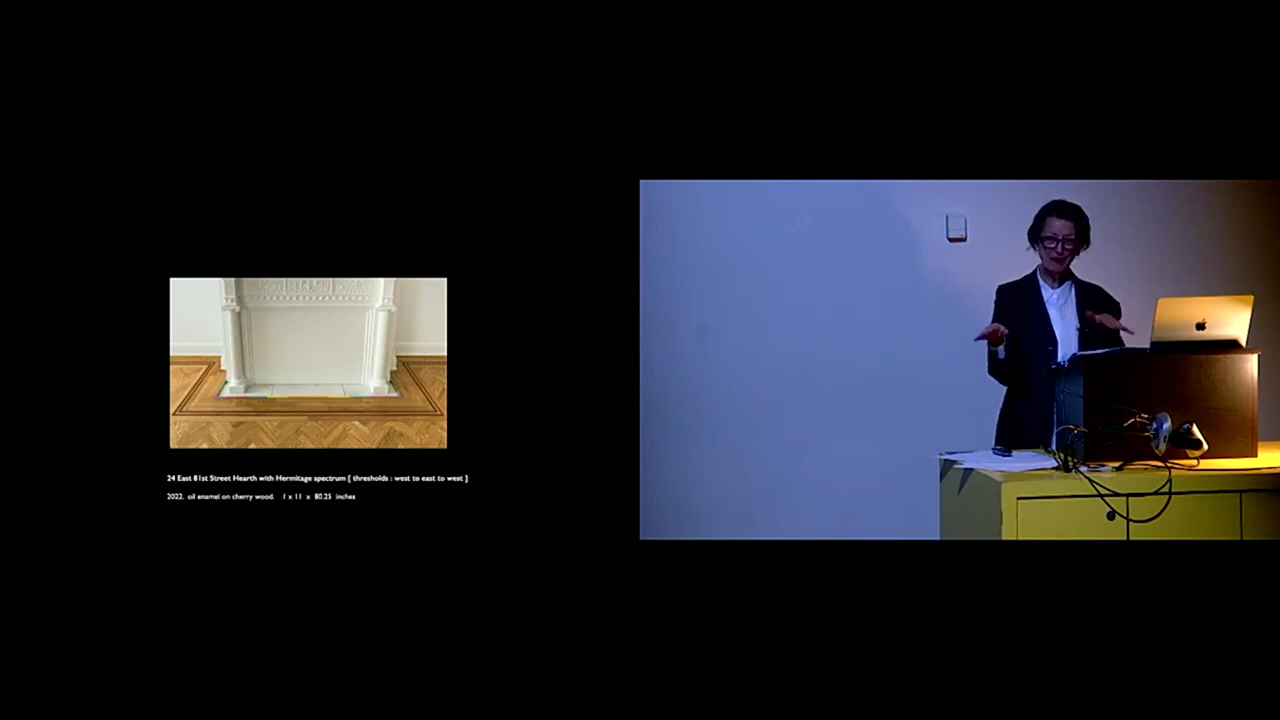 24 East 81st Street Hearth with Hermitage spectrum [ thresholds : west to east to west ]
2022. oil enamel on cherry wood. 1 x 11 x 80.25 inches